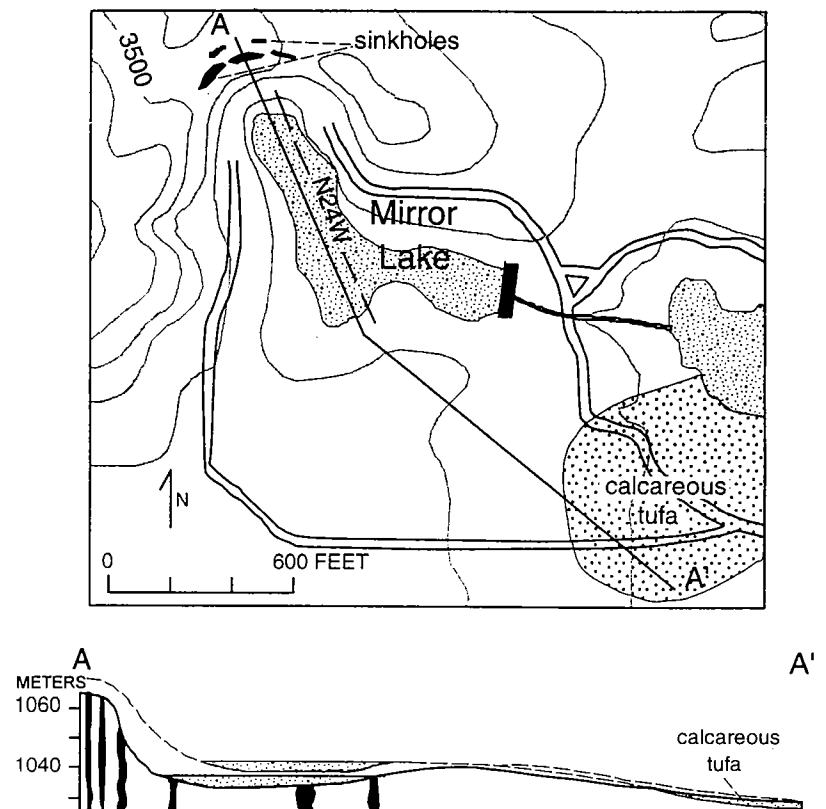 A
sinkholes
3500
N24W
Mirror
Lake
calcareous
tufa
N
0 600 FEET
A'
A
A'
METERS
1060
calcareous
tufa
1040